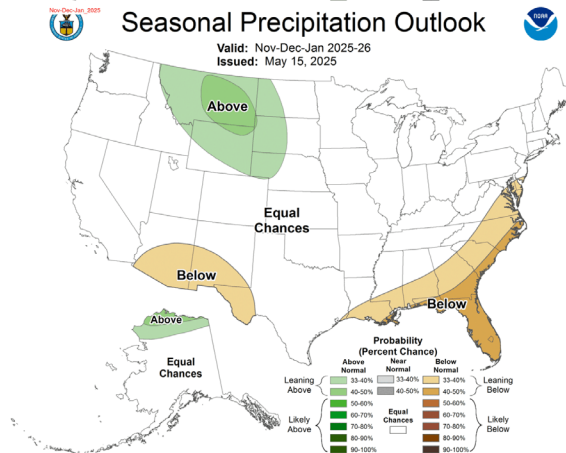 Nov-Dec-Jan_2025
Seasonal Precipitation Outlook
NOAA
Valid: Nov-Dec-Jan 2025-26
Issued: May 15, 2025
Above
Equal
Chances
Below
Below
Above
Equal
Chances
Probability
(Percent Chance)
Above
Normal
Near
Normal
Below
Normal
Leaning
Above
33-40%
40-50%
33-40%
40-50%
33-40%
40-50%
Leaning
Below
Likely
Above
50-60%
60-70%
70-80%
80-90%
90-100%
Equal
Chances
50-60%
60-70%
70-80%
80-90%
90-100%
Likely
Below